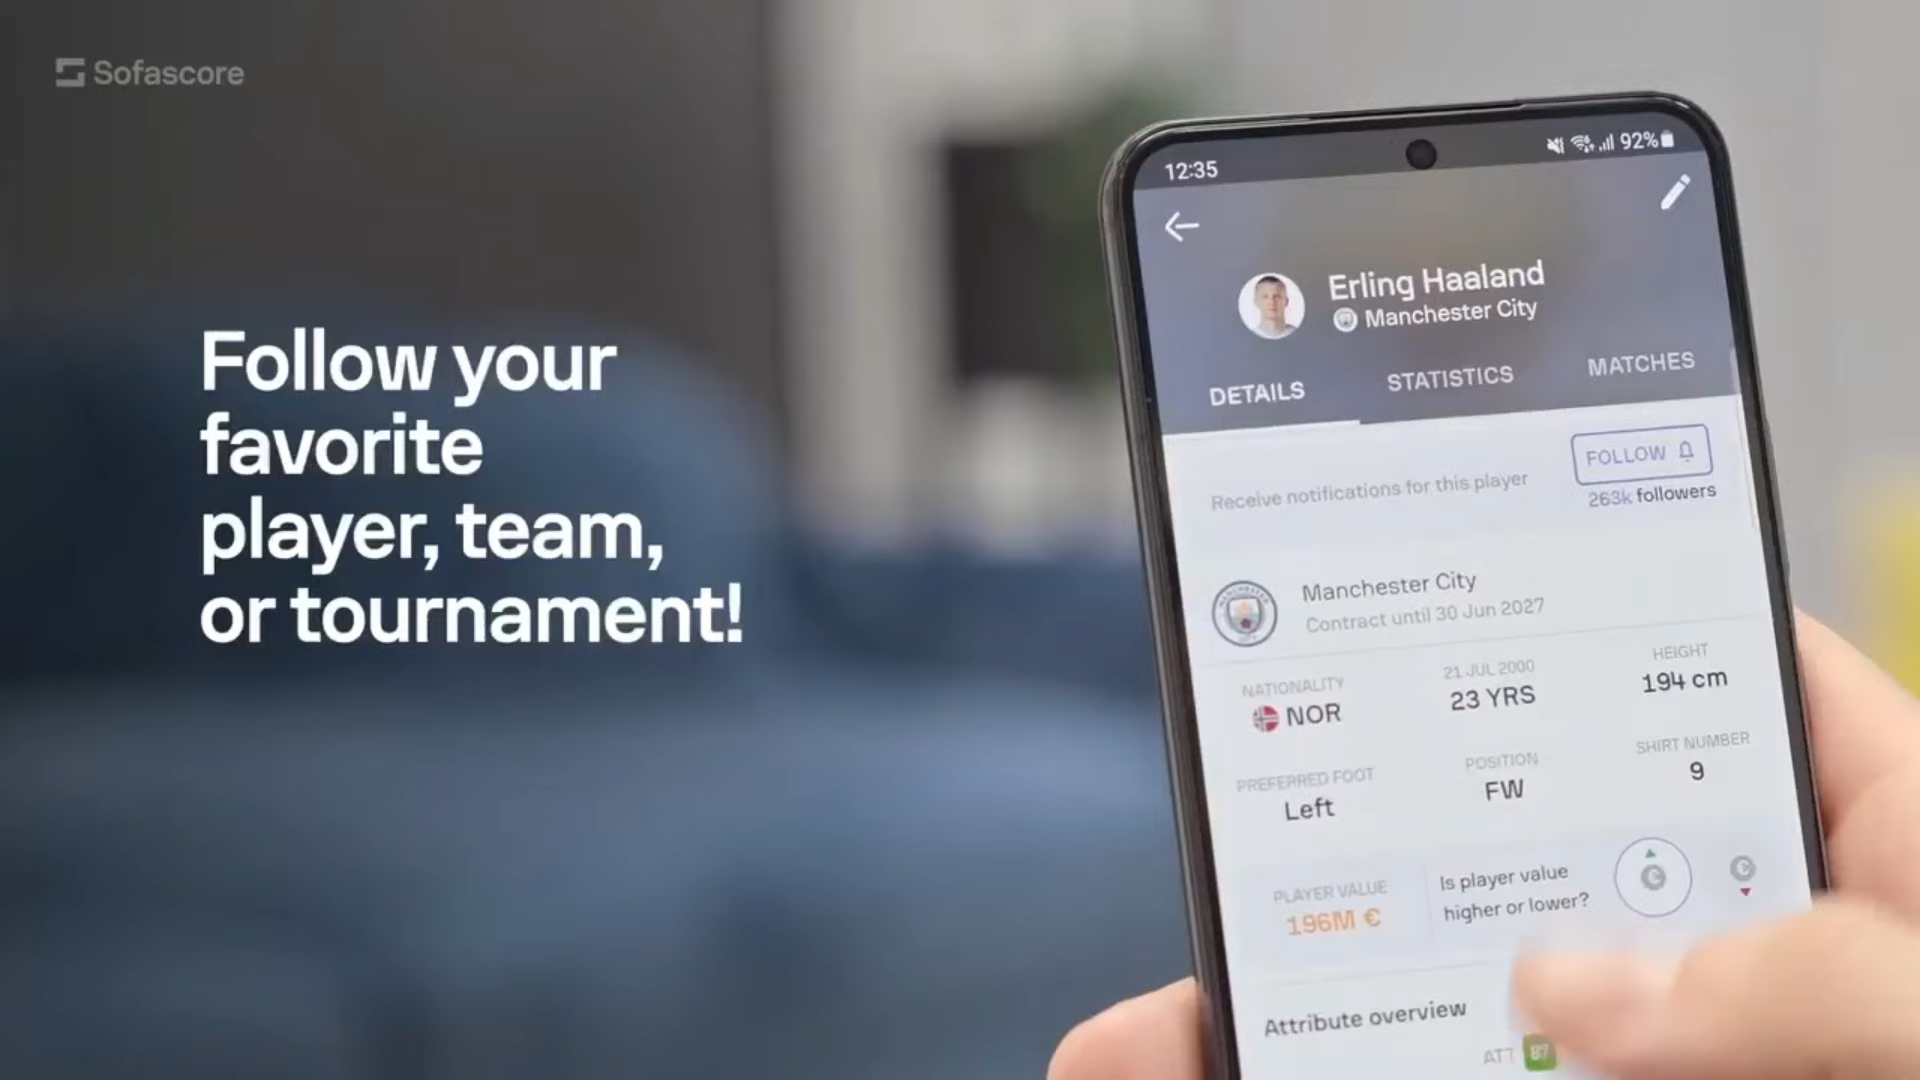 Sofascore
Follow your
favorite
player, team,
or tournament!
12:35
92%
Erling Haaland
Manchester City
DETAILS
STATISTICS
MATCHES
Receive notifications for this player
FOLLOW
263k followers
Manchester City
Contract until 30 Jun 2027
NATIONALITY
NOR
21 JUL 2000
23 YRS
HEIGHT
194 cm
PREFERRED FOOT
Left
POSITION
FW
SHIRT NUMBER
9
PLAYER VALUE
196M €
Is player value
higher or lower?
Attribute overview
ATT 87